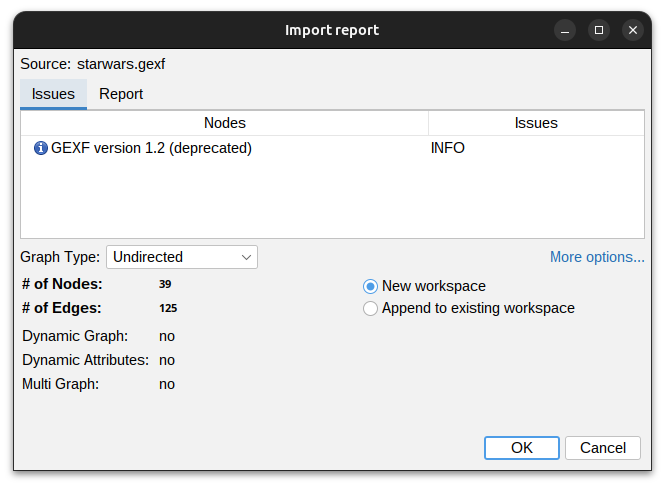 Import report
Source: starwars.gexf
Issues Report
Nodes Issues
GEXF version 1.2 (deprecated) INFO
Graph Type: Undirected More options...
# of Nodes: 39 New workspace
# of Edges: 125 Append to existing workspace
Dynamic Graph: no
Dynamic Attributes: no
Multi Graph: no
OK Cancel